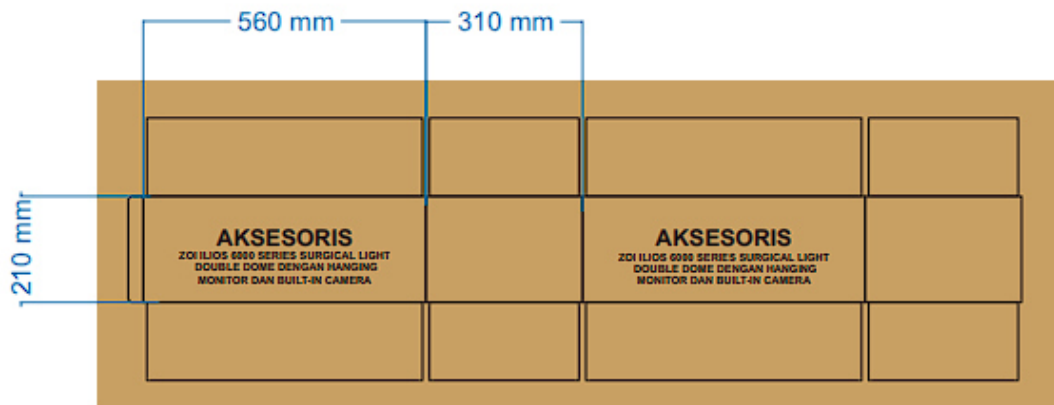 560 mm
310 mm
210 mm
AKSESORIS
ZOI ILIOS 6000 SERIES SURGICAL LIGHT
DOUBLE DOME DENGAN HANGING
MONITOR DAN BUILT-IN CAMERA
AKSESORIS
ZOI ILIOS 6000 SERIES SURGICAL LIGHT
DOUBLE DOME DENGAN HANGING
MONITOR DAN BUILT-IN CAMERA